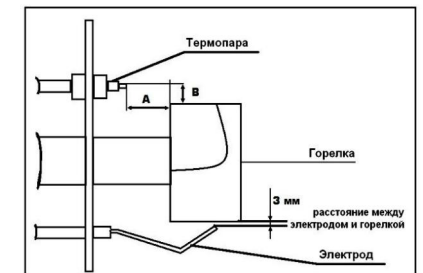 Термопара
А
В
Горелка
3 мм
расстояние между
электродом и горелкой
Электрод